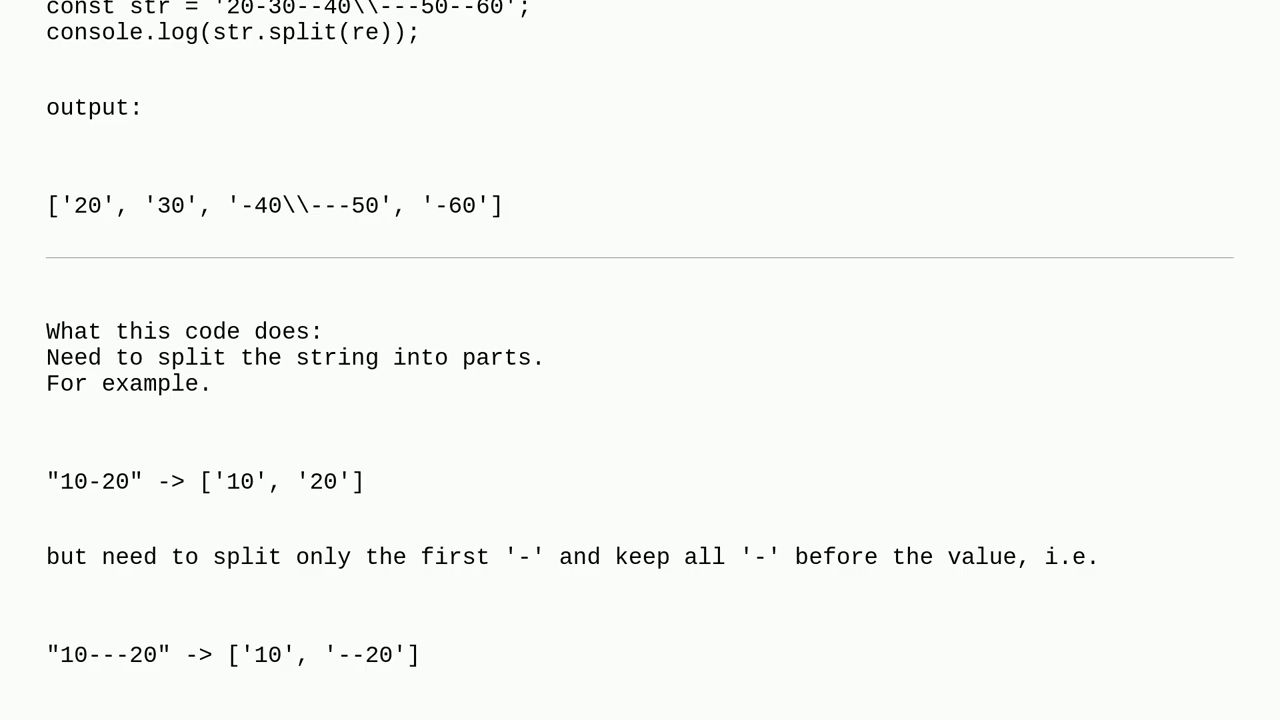 const str = '20-30--40\\---50--60';
console.log(str.split(re));
output:
['20', '30', '-40\\---50', '-60']
What this code does:
Need to split the string into parts.
For example.
"10-20" -> ['10', '20']
but need to split only the first '-' and keep all '-' before the value, i.e.
"10---20" -> ['10', '--20']